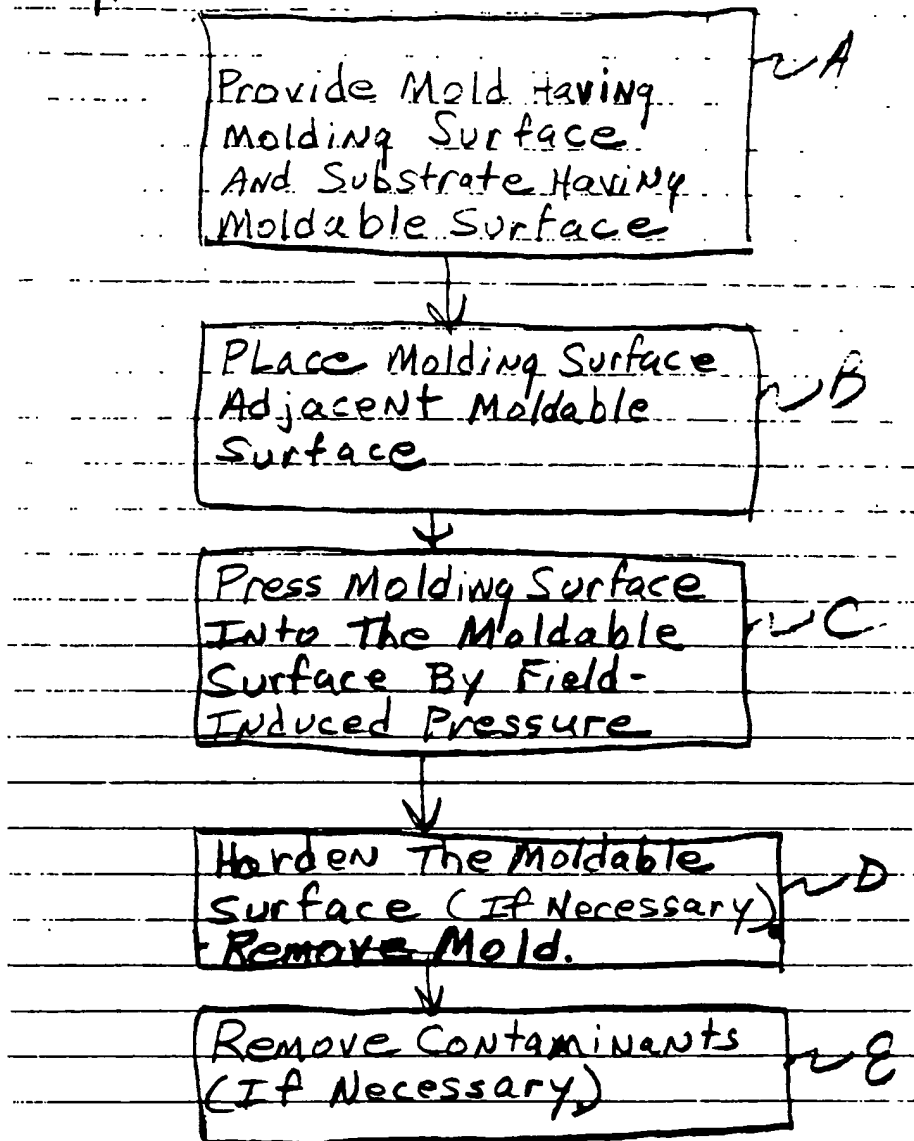 Provide Mold Having
Molding Surface
And Substrate Having
Moldable Surface
A
Place Molding Surface
Adjacent Moldable
Surface
B
Press Molding Surface
Into The Moldable
Surface By Field-
Induced Pressure
C
Harden The Moldable
Surface (If Necessary).
Remove Mold.
D
Remove Contaminants
(If Necessary)
E